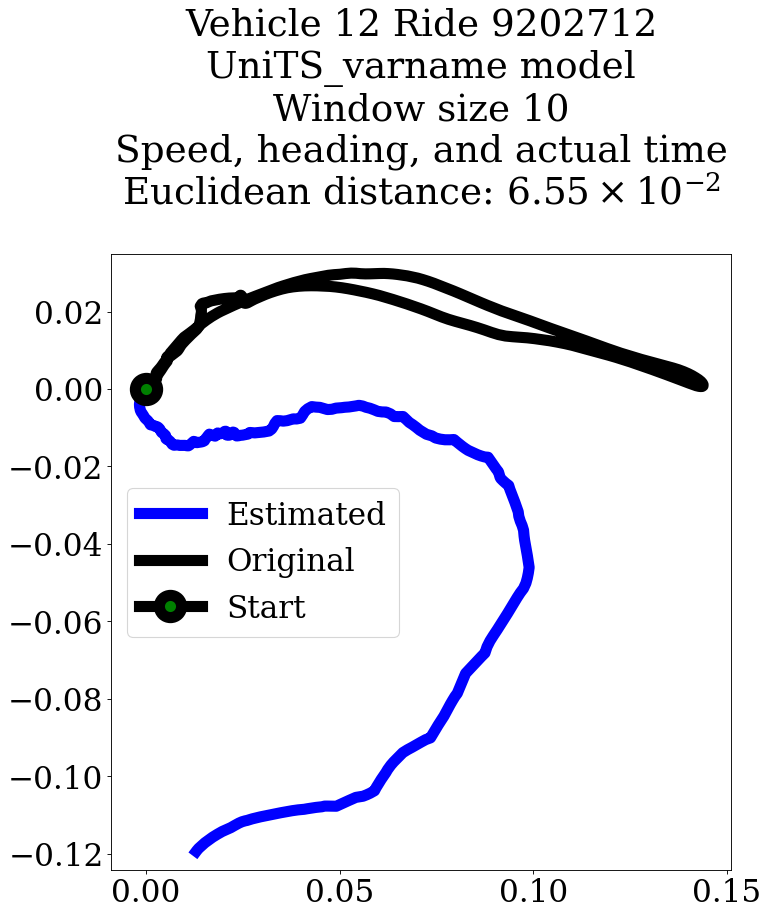 Vehicle 12 Ride 9202712
UniTS_varname model
Window size 10
Speed, heading, and actual time
Euclidean distance: 6.55 × 10⁻²
0.02
0.00
−0.02
−0.04
−0.06
−0.08
−0.10
−0.12
Estimated
Original
Start
0.00 0.05 0.10 0.15